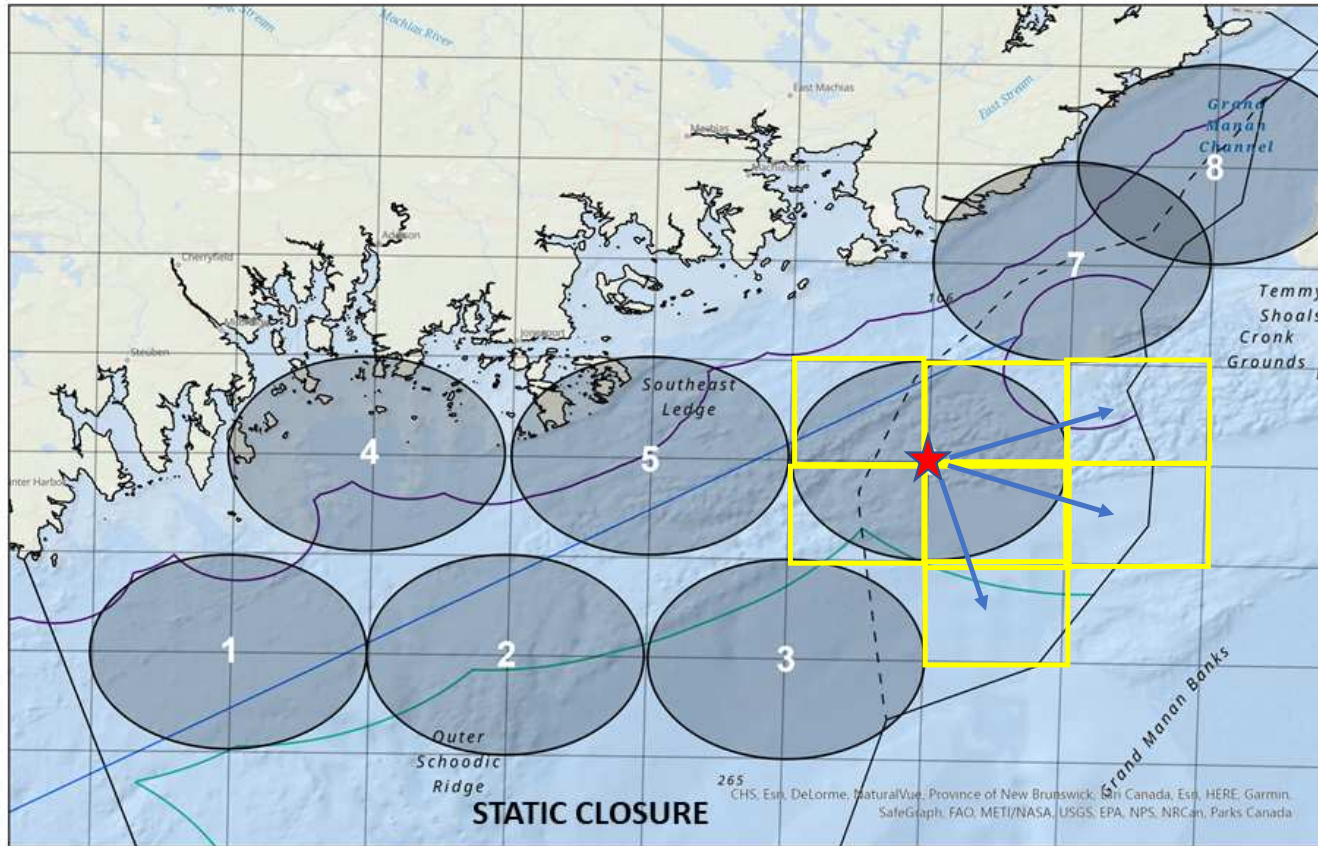 Machias River
East Stream
East Machias
Machias
Machiasport
Grand
Manan
Channel
8
Addison
Cherryfield
7
106
Temmy
Shoals
Cronk
Grounds
Steuben
Jonesport
Southeast
Ledge
4
5
1
2
3
Outer
Schoodic
Ridge
265
Grand Manan Banks
STATIC CLOSURE
CHS, Esri, DeLorme, NaturalVue, Province of New Brunswick, Esri Canada, Esri, HERE, Garmin,
SafeGraph, FAO, METI/NASA, USGS, EPA, NPS, NRCan, Parks Canada